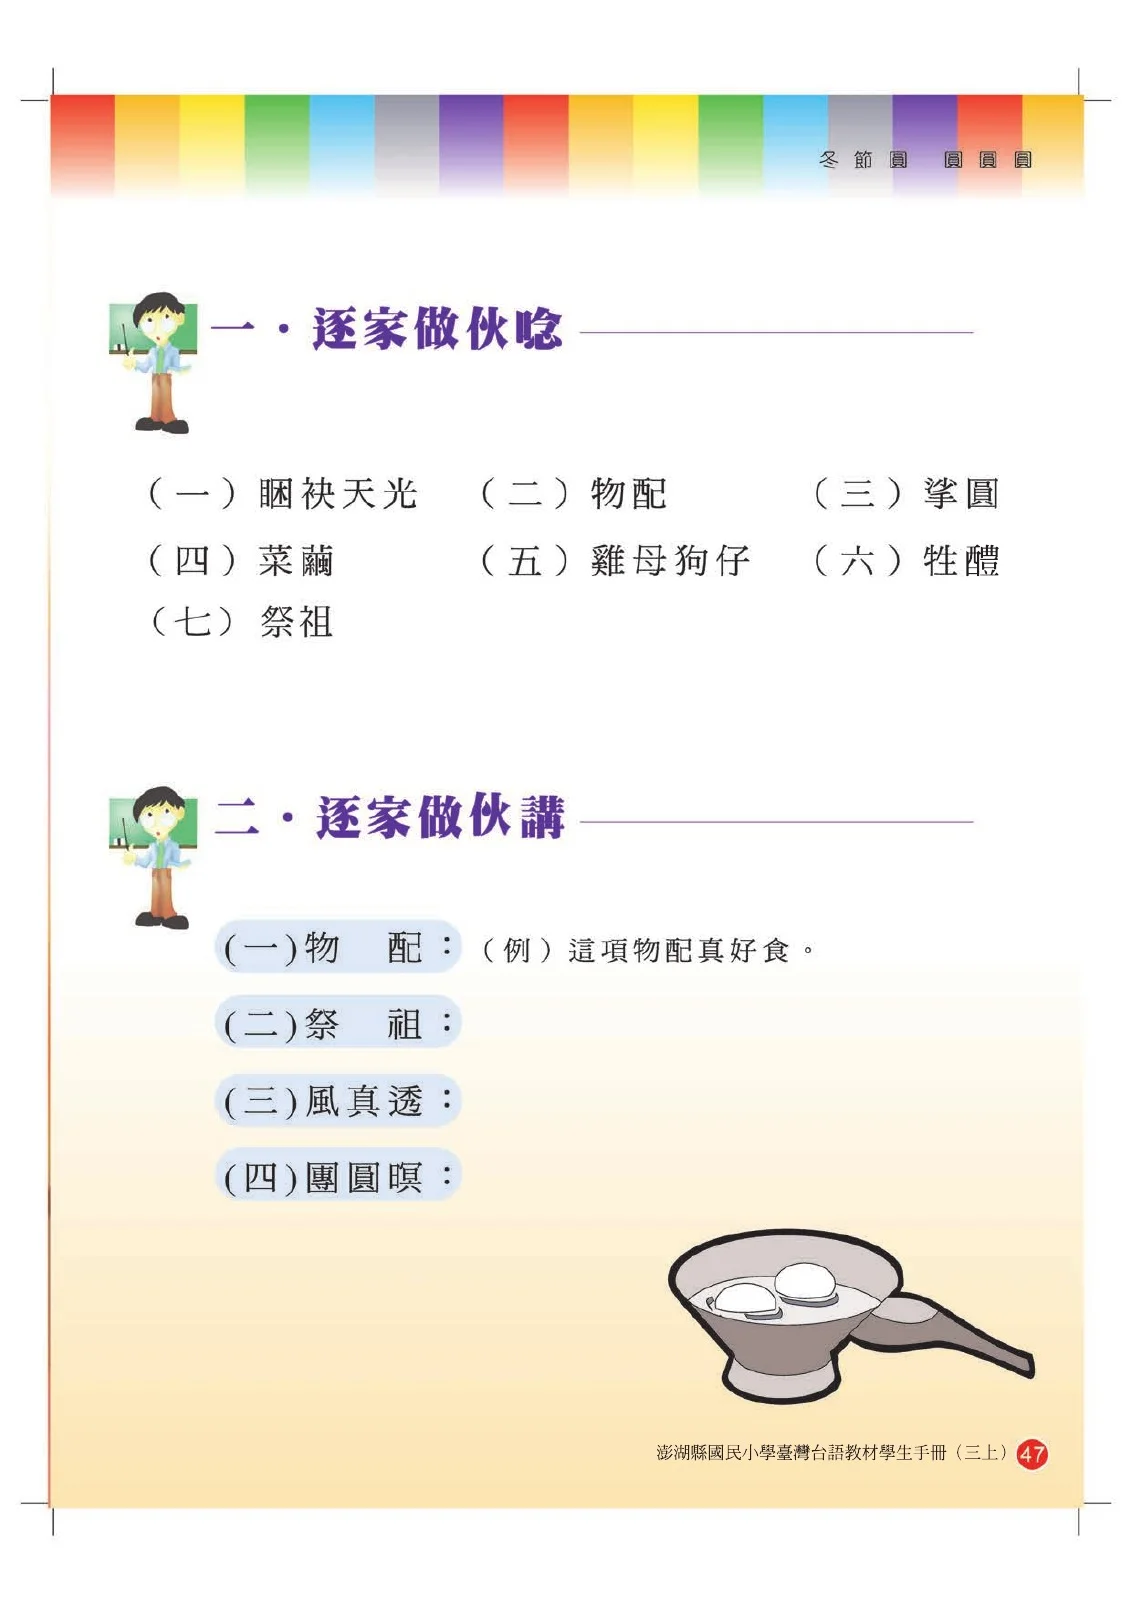 冬節圓 圓圓圓
一．逐家做伙唸
（一）睏袂天光 （二）物配 （三）挲圓
（四）菜繭 （五）雞母狗仔 （六）牲醴
（七）祭祖
二．逐家做伙講
(一)物 配：（例）這項物配真好食。
(二)祭 祖：
(三)風真透：
(四)團圓暝：
澎湖縣國民小學臺灣台語教材學生手冊（三上） 47